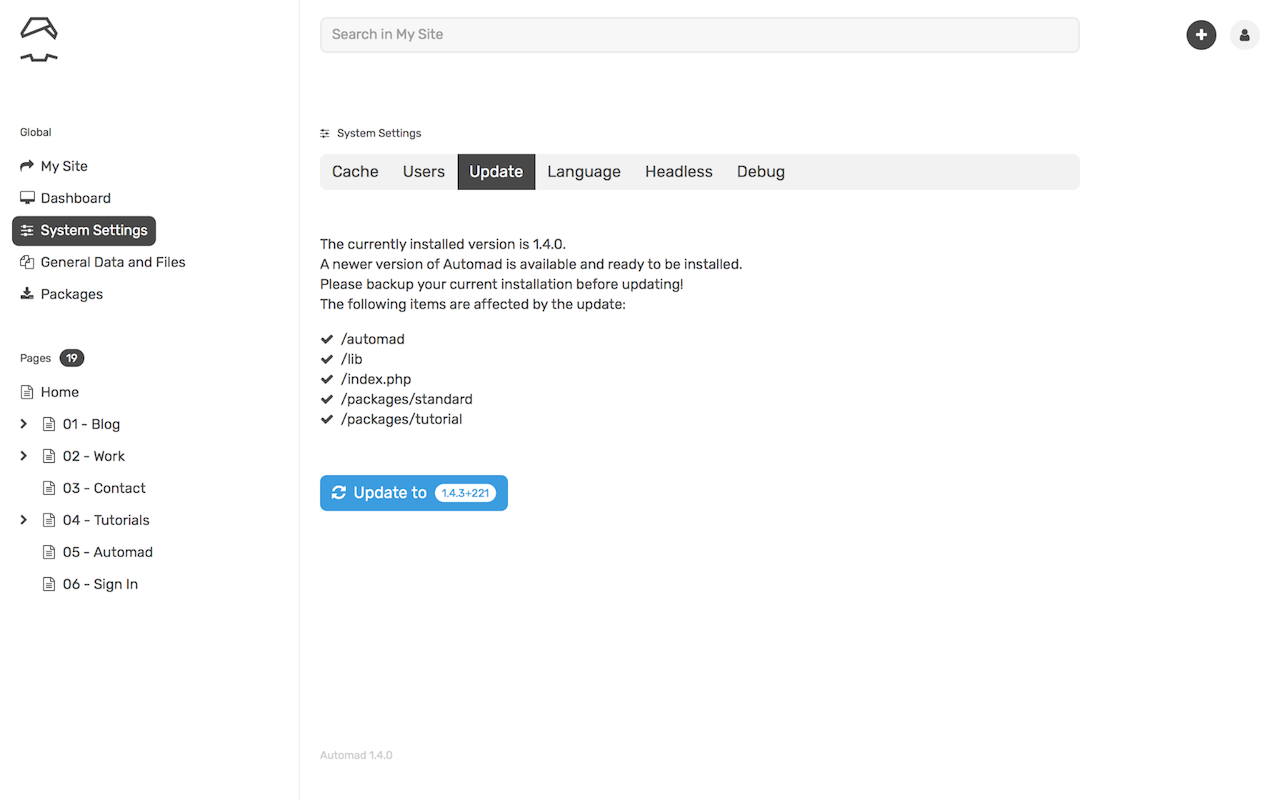 Search in My Site
Global
My Site
Dashboard
System Settings
General Data and Files
Packages
Pages 19
Home
01 - Blog
02 - Work
03 - Contact
04 - Tutorials
05 - Automad
06 - Sign In
System Settings
Cache Users Update Language Headless Debug
The currently installed version is 1.4.0.
A newer version of Automad is available and ready to be installed.
Please backup your current installation before updating!
The following items are affected by the update:
/automad
/lib
/index.php
/packages/standard
/packages/tutorial
Update to 1.4.3+221
Automad 1.4.0